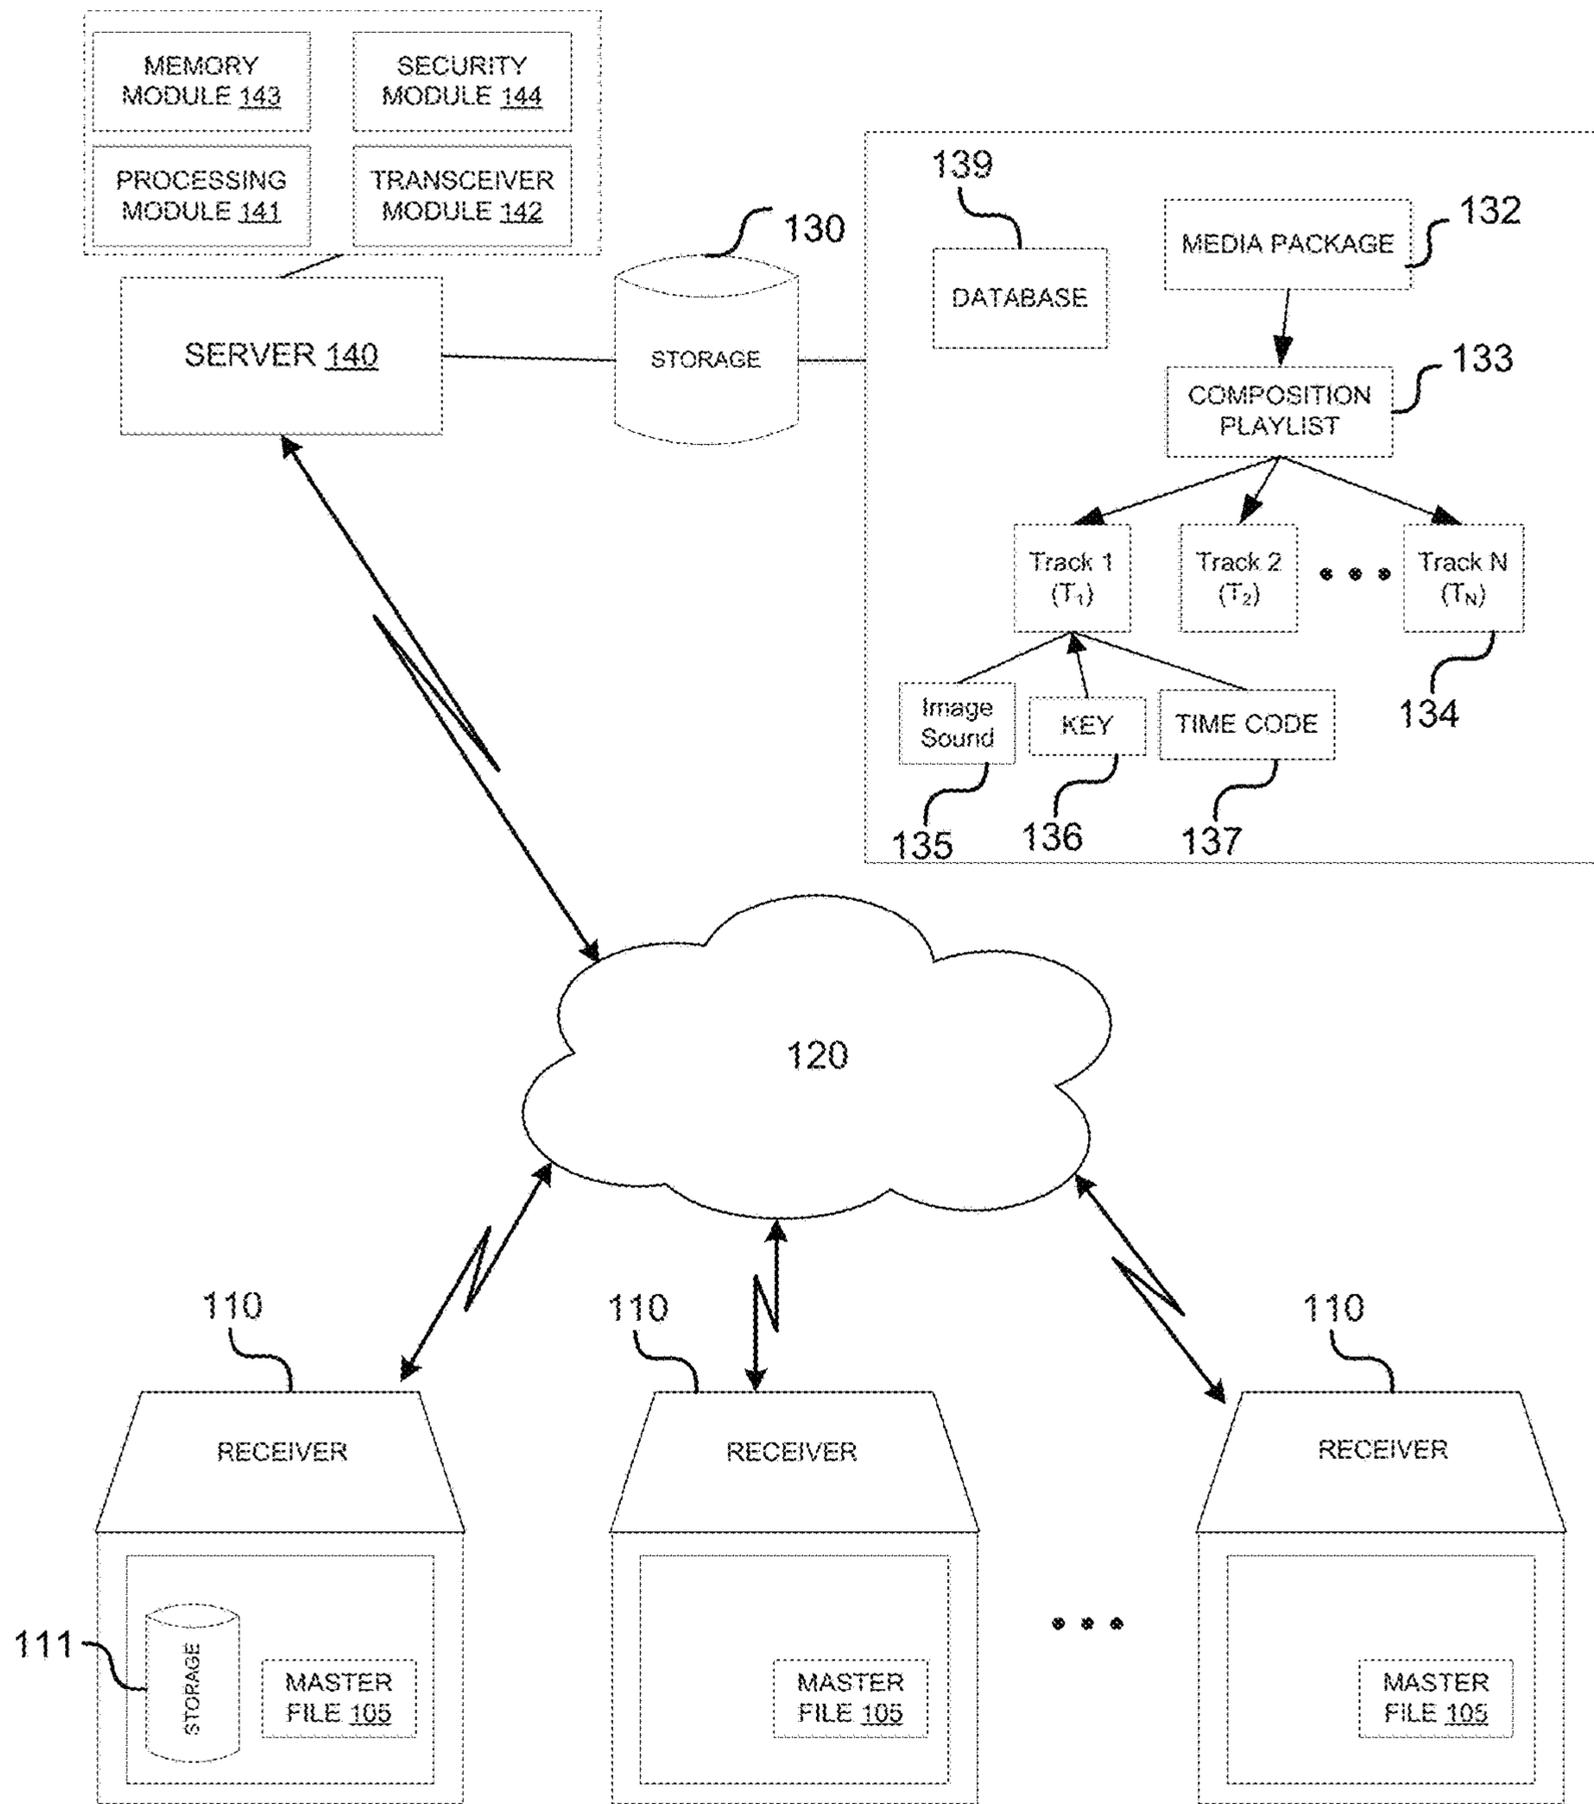 MEMORY
MODULE 143
SECURITY
MODULE 144
PROCESSING
MODULE 141
TRANSCEIVER
MODULE 142
SERVER 140
130
STORAGE
139
DATABASE
132
MEDIA PACKAGE
133
COMPOSITION
PLAYLIST
Track 1
(T₁)
Track 2
(T₂)
Track N
(T_N)
134
Image
Sound
KEY
TIME CODE
135
136
137
120
110
110
110
RECEIVER
RECEIVER
RECEIVER
111
STORAGE
MASTER
FILE 105
MASTER
FILE 105
MASTER
FILE 105